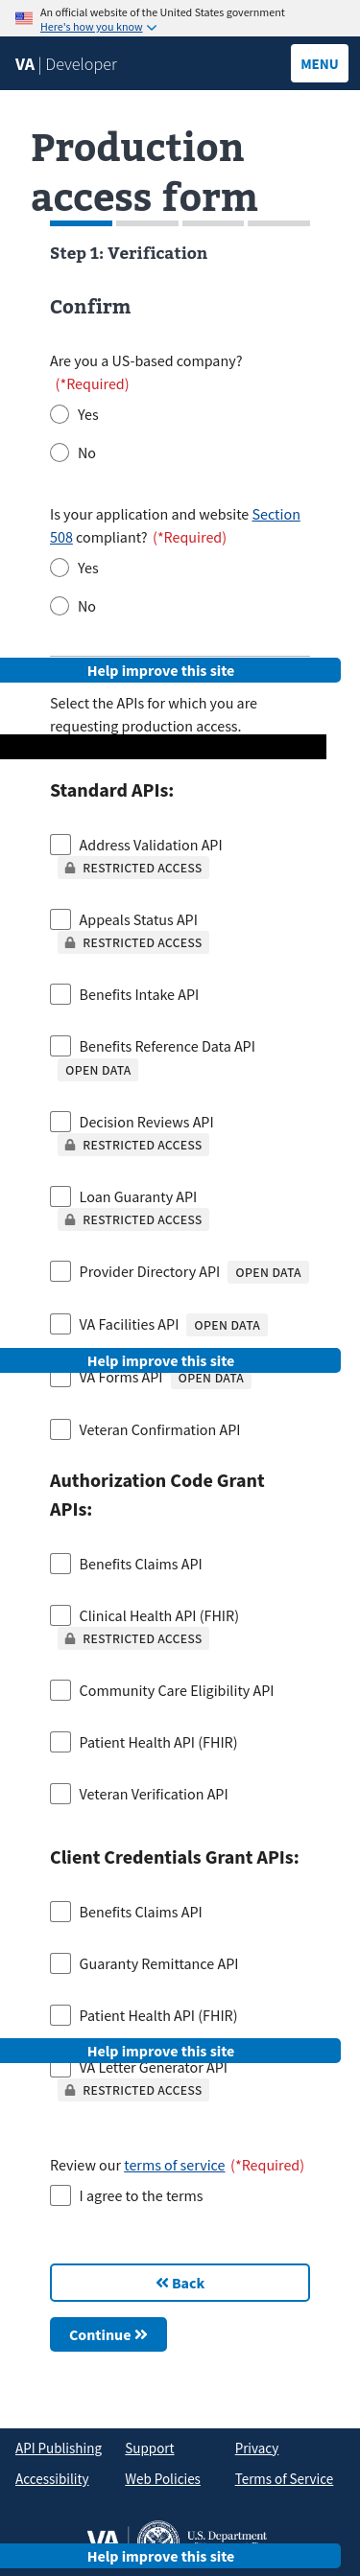 An official website of the United States government
Here's how you know
VA | Developer
MENU
Production
access form
Step 1: Verification
Confirm
Are you a US-based company?
(*Required)
Yes
No
Is your application and website Section
508 compliant? (*Required)
Yes
No
Help improve this site
Select the APIs for which you are
requesting production access.
Standard APIs:
Address Validation API
RESTRICTED ACCESS
Appeals Status API
RESTRICTED ACCESS
Benefits Intake API
Benefits Reference Data API
OPEN DATA
Decision Reviews API
RESTRICTED ACCESS
Loan Guaranty API
RESTRICTED ACCESS
Provider Directory API OPEN DATA
VA Facilities API OPEN DATA
Help improve this site
VA Forms API OPEN DATA
Veteran Confirmation API
Authorization Code Grant
APIs:
Benefits Claims API
Clinical Health API (FHIR)
RESTRICTED ACCESS
Community Care Eligibility API
Patient Health API (FHIR)
Veteran Verification API
Client Credentials Grant APIs:
Benefits Claims API
Guaranty Remittance API
Patient Health API (FHIR)
Help improve this site
VA Letter Generator API
RESTRICTED ACCESS
Review our terms of service (*Required)
I agree to the terms
Back
Continue
API Publishing Support Privacy
Accessibility Web Policies Terms of Service
VA U.S. Department
Help improve this site